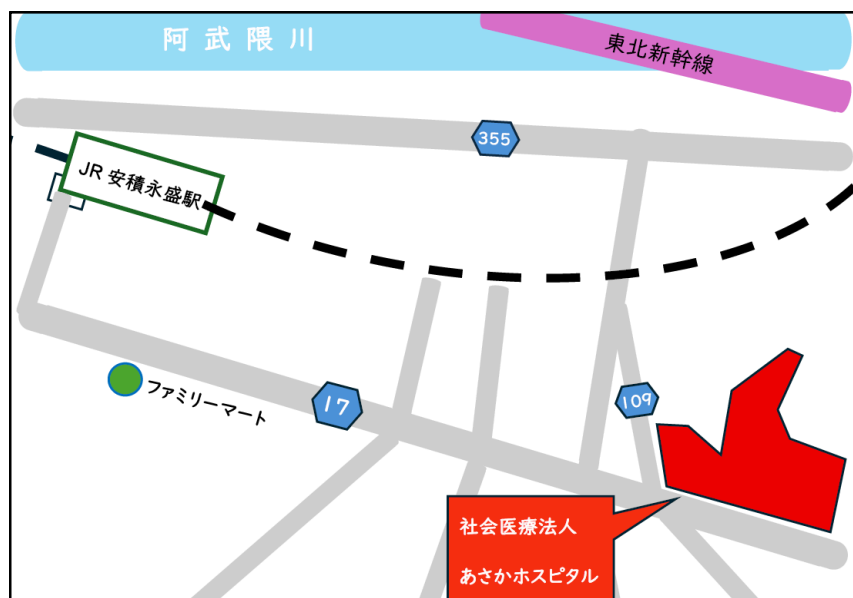 阿武隈川
東北新幹線
355
JR 安積永盛駅
ファミリーマート
17
109
社会医療法人
あさかホスピタル